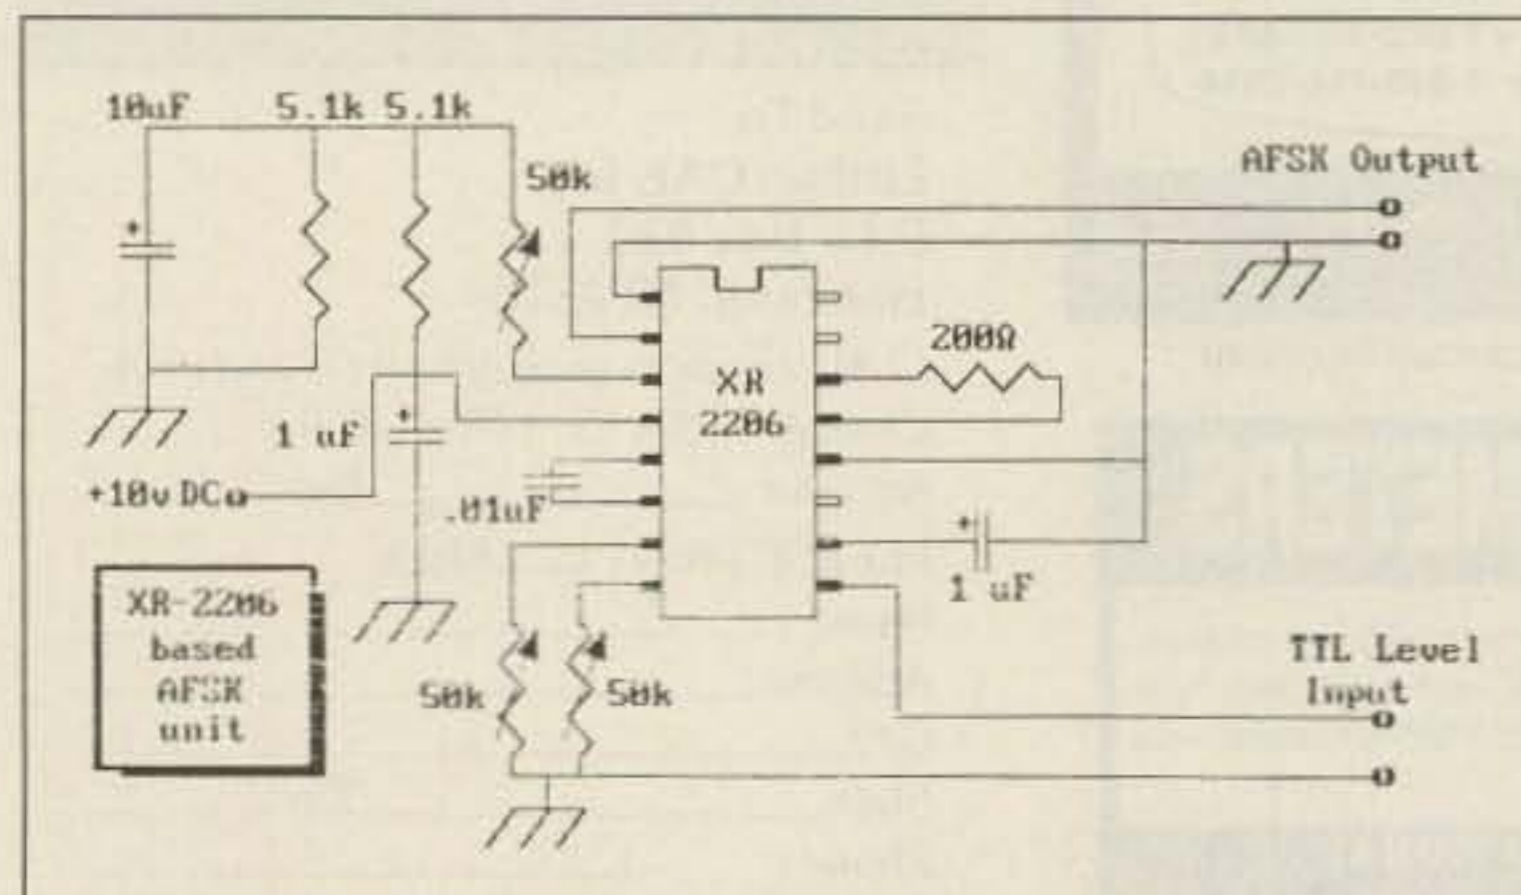 10uF 5.1k 5.1k
50k
AFSK Output
200Ω
XR
2206
1 uF
+10v DC
.01uF
1 uF
XR-2206
based
AFSK
unit
50k
50k
TTL Level
Input